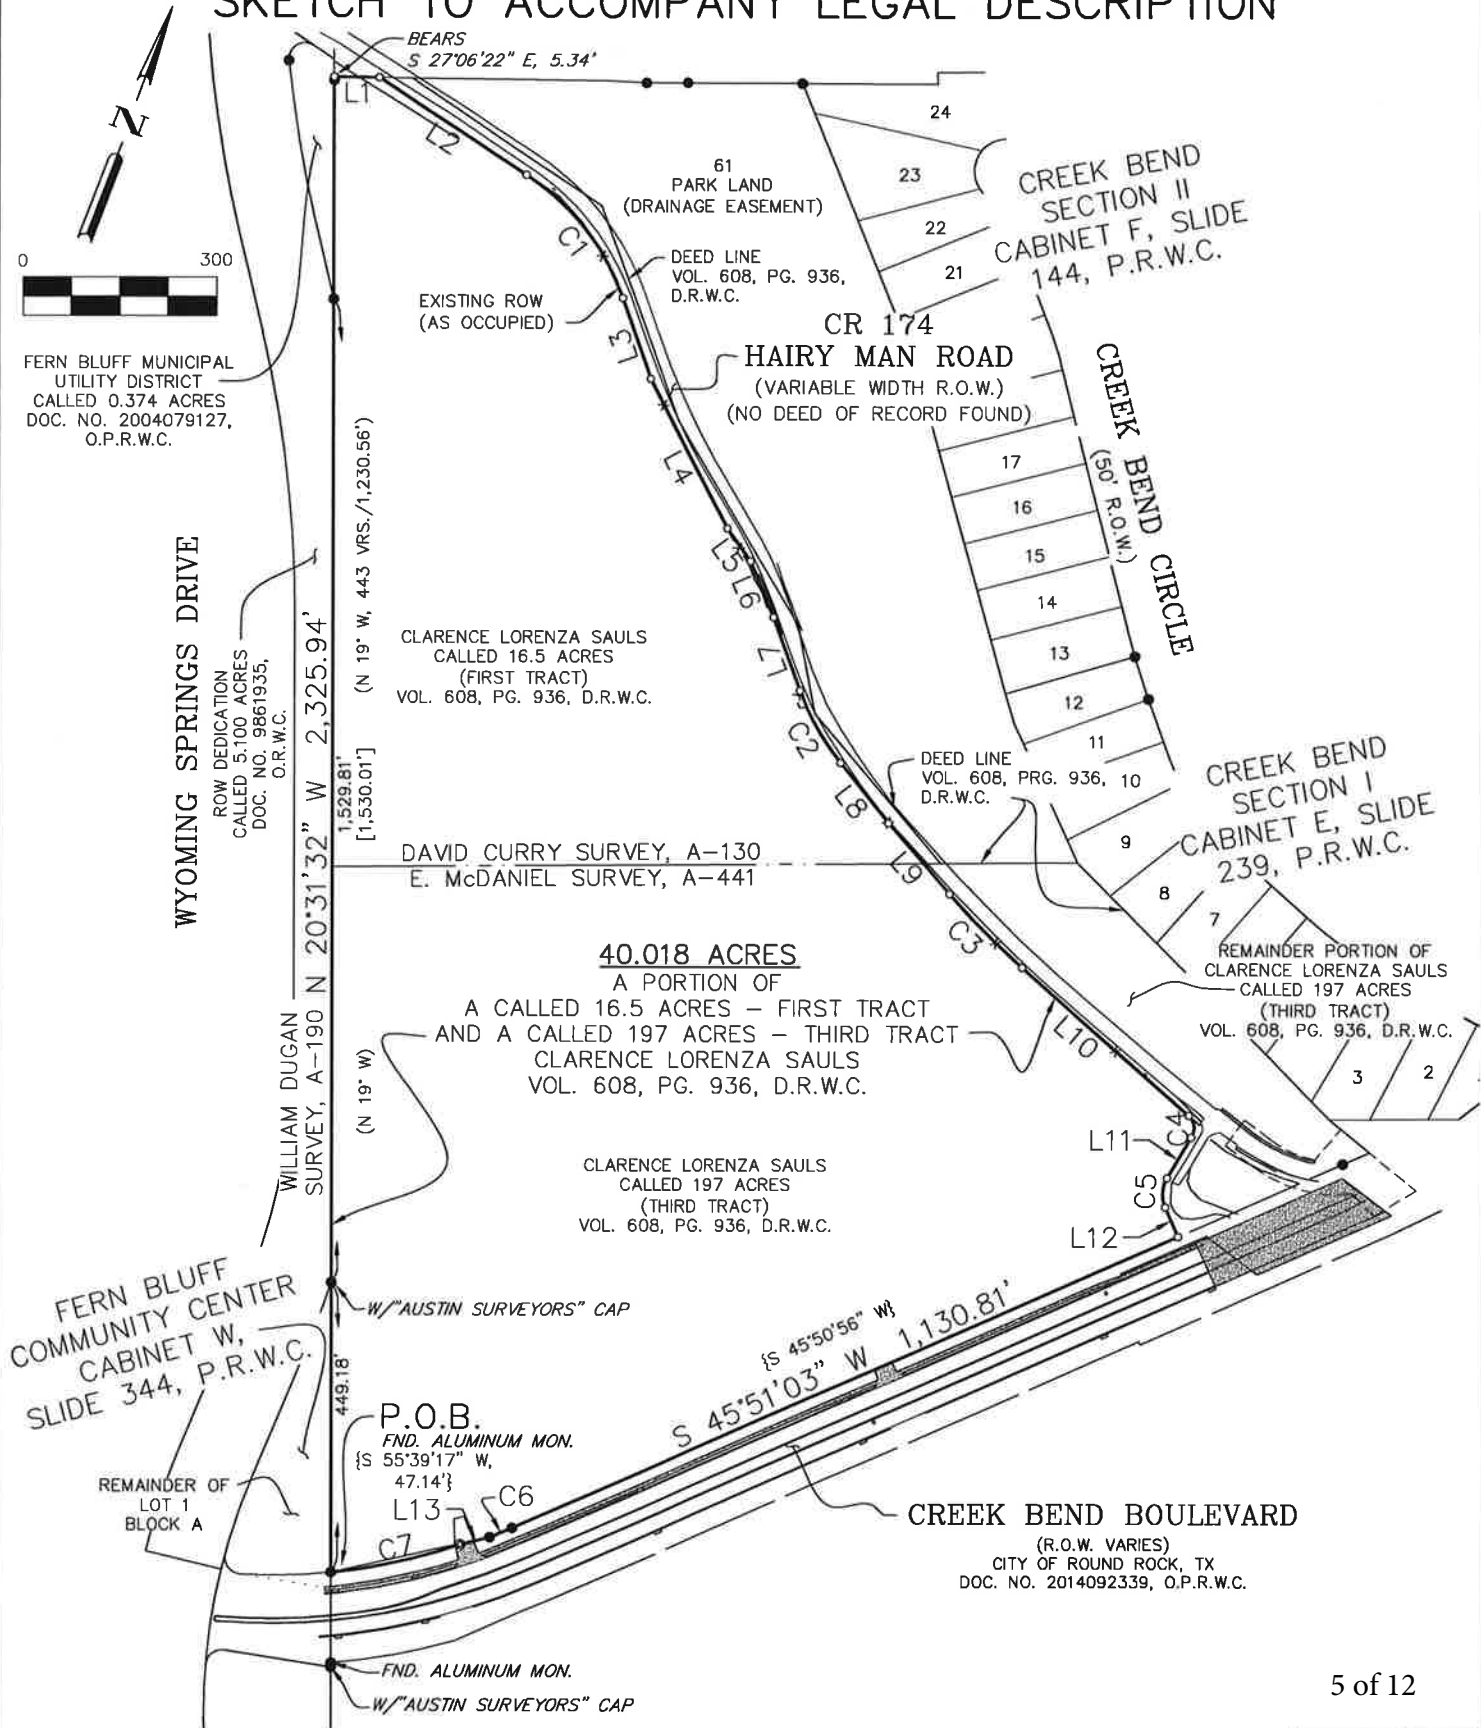 SKETCH TO ACCOMPANY LEGAL DESCRIPTION
BEARS
S 27°06'22" E, 5.34'
N
0 300
L1
L2
24
23
22
21
61
PARK LAND
(DRAINAGE EASEMENT)
CREEK BEND
SECTION II
CABINET F, SLIDE
144, P.R.W.C.
C1
DEED LINE
VOL. 608, PG. 936,
D.R.W.C.
EXISTING ROW
(AS OCCUPIED)
L3
CR 174
HAIRY MAN ROAD
(VARIABLE WIDTH R.O.W.)
(NO DEED OF RECORD FOUND)
FERN BLUFF MUNICIPAL
UTILITY DISTRICT
CALLED 0.374 ACRES
DOC. NO. 2004079127,
O.P.R.W.C.
CREEK BEND CIRCLE
(50' R.O.W.)
17
16
15
14
13
12
11
10
9
8
7
3
2
L4
L5
L6
L7
C2
L8
L9
C3
L10
WYOMING SPRINGS DRIVE
ROW DEDICATION
CALLED 5.100 ACRES
DOC. NO. 9861935,
O.R.W.C.
N 20°31'32" W 2,325.94'
(N 19° W, 443 VRS./1,230.56')
1,529.81'
[1,530.01']
CLARENCE LORENZA SAULS
CALLED 16.5 ACRES
(FIRST TRACT)
VOL. 608, PG. 936, D.R.W.C.
DEED LINE
VOL. 608, PRG. 936,
D.R.W.C.
CREEK BEND
SECTION I
CABINET E, SLIDE
239, P.R.W.C.
DAVID CURRY SURVEY, A-130
E. McDANIEL SURVEY, A-441
40.018 ACRES
A PORTION OF
A CALLED 16.5 ACRES - FIRST TRACT
AND A CALLED 197 ACRES - THIRD TRACT
CLARENCE LORENZA SAULS
VOL. 608, PG. 936, D.R.W.C.
REMAINDER PORTION OF
CLARENCE LORENZA SAULS
CALLED 197 ACRES
(THIRD TRACT)
VOL. 608, PG. 936, D.R.W.C.
WILLIAM DUGAN
SURVEY, A-190
(N 19° W)
CLARENCE LORENZA SAULS
CALLED 197 ACRES
(THIRD TRACT)
VOL. 608, PG. 936, D.R.W.C.
C4
L11
C5
L12
FERN BLUFF
COMMUNITY CENTER
CABINET W,
SLIDE 344, P.R.W.C.
W/"AUSTIN SURVEYORS" CAP
449.18'
{S 45°50'56" W}
S 45°51'03" W 1,130.81'
P.O.B.
FND. ALUMINUM MON.
{S 55°39'17" W,
47.14'}
L13
C6
C7
REMAINDER OF
LOT 1
BLOCK A
CREEK BEND BOULEVARD
(R.O.W. VARIES)
CITY OF ROUND ROCK, TX
DOC. NO. 2014092339, O.P.R.W.C.
FND. ALUMINUM MON.
W/"AUSTIN SURVEYORS" CAP
5 of 12